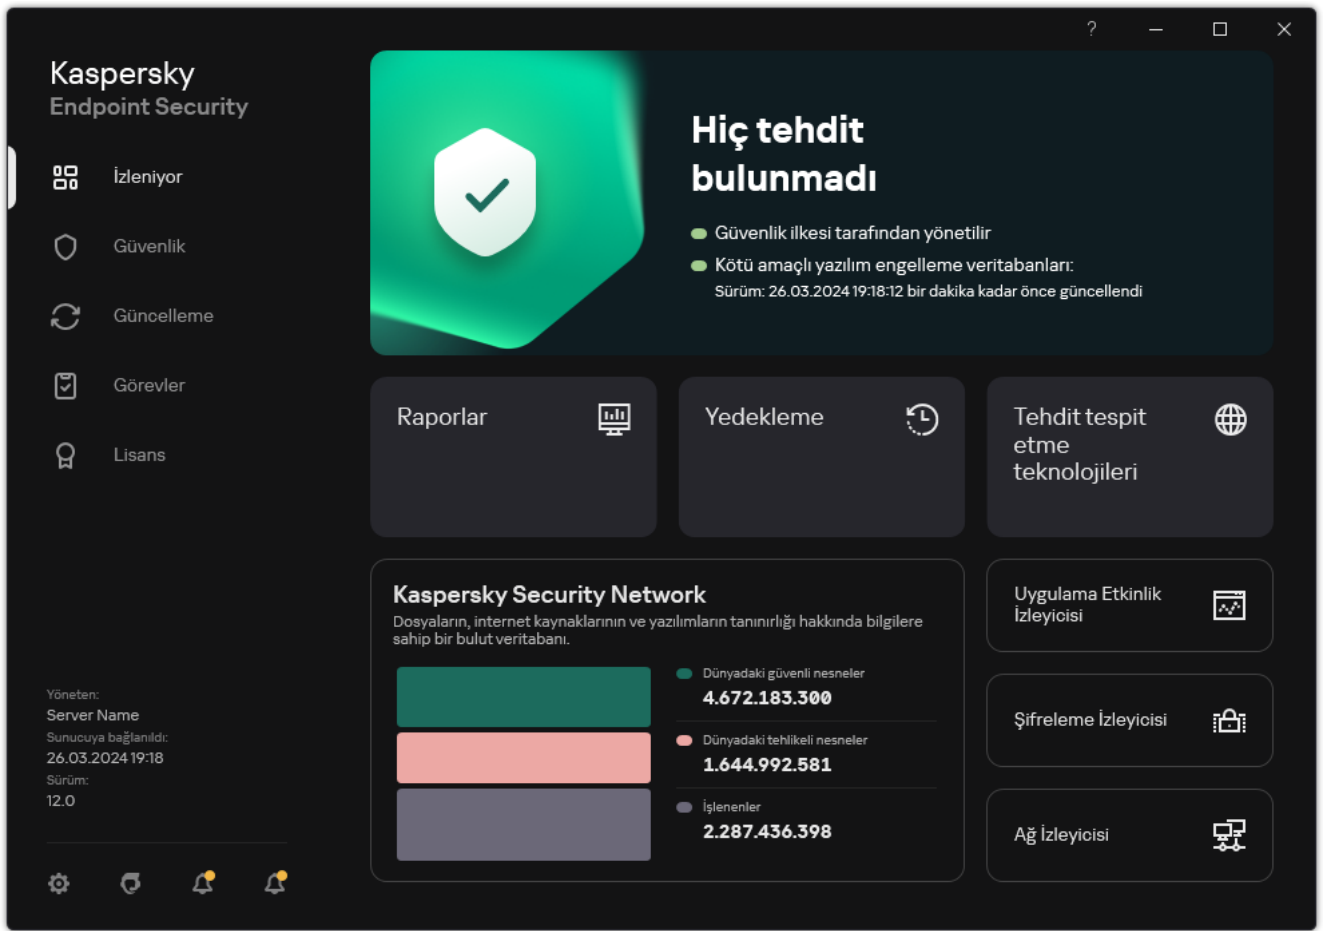 ?
Kaspersky
Endpoint Security
İzleniyor
Güvenlik
Güncelleme
Görevler
Lisans
Yöneten:
Server Name
Sunucuya bağlanıldı:
26.03.2024 19:18
Sürüm:
12.0
Hiç tehdit
bulunmadı
Güvenlik ilkesi tarafından yönetilir
Kötü amaçlı yazılım engelleme veritabanları:
Sürüm: 26.03.2024 19:18:12 bir dakika kadar önce güncellendi
Raporlar
Yedekleme
Tehdit tespit
etme
teknolojileri
Kaspersky Security Network
Dosyaların, internet kaynaklarının ve yazılımların tanınırlığı hakkında bilgilere
sahip bir bulut veritabanı.
Dünyadaki güvenli nesneler
4.672.183.300
Dünyadaki tehlikeli nesneler
1.644.992.581
İşlenenler
2.287.436.398
Uygulama Etkinlik
İzleyicisi
Şifreleme İzleyicisi
Ağ İzleyicisi